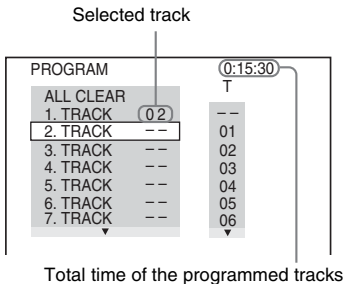 Selected track
PROGRAM 0:15:30
T
ALL CLEAR
1. TRACK 0 2 – –
2. TRACK – – 01
3. TRACK – – 02
4. TRACK – – 03
5. TRACK – – 04
6. TRACK – – 05
7. TRACK – – 06
Total time of the programmed tracks